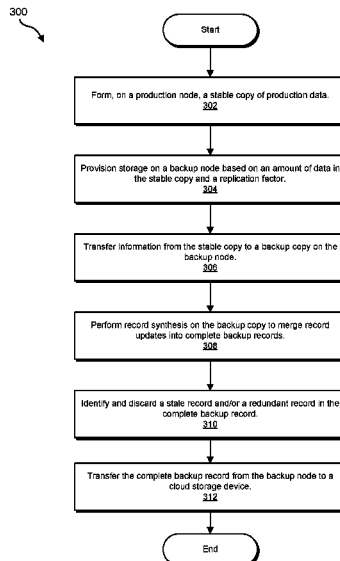 300
Start
Form, on a production node, a stable copy of production data.
302
Provision storage on a backup node based on an amount of data in
the stable copy and a replication factor.
304
Transfer information from the stable copy to a backup copy on the
backup node.
306
Perform record synthesis on the backup copy to merge record
updates into complete backup records.
308
Identify and discard a stale record and/or a redundant record in the
complete backup record.
310
Transfer the complete backup record from the backup node to a
cloud storage device.
312
End